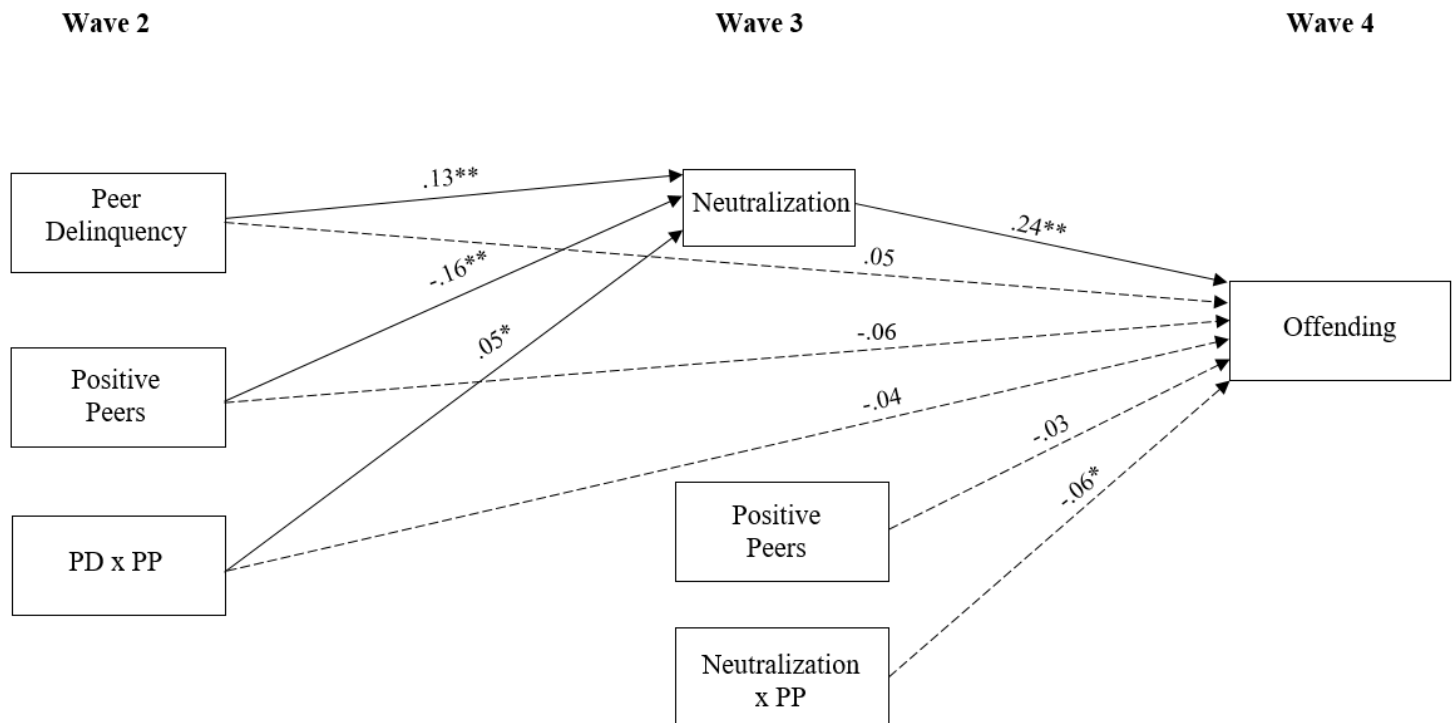 Wave 2
Wave 3
Wave 4
Peer
Delinquency
.13**
Neutralization
.24**
.05
-.16**
Offending
.05*
-.06
Positive
Peers
-.04
-.03
-.06*
Positive
Peers
PD x PP
Neutralization
x PP